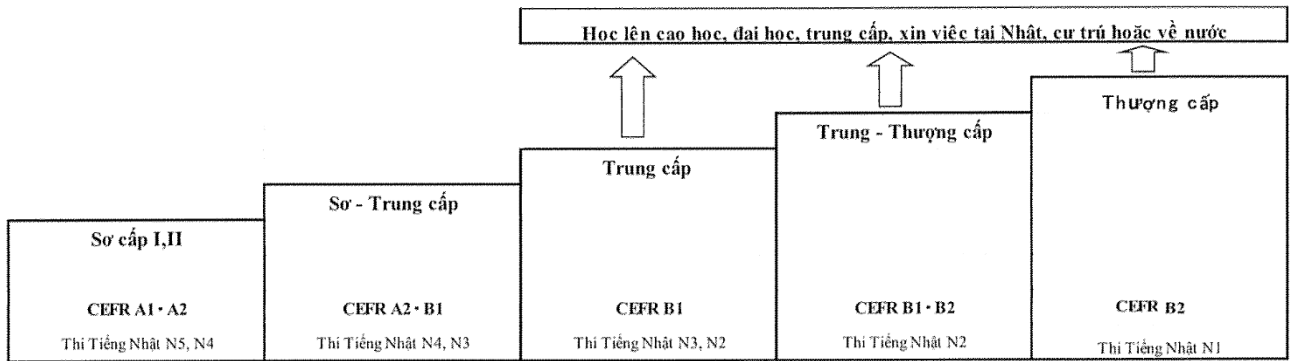 Học lên cao học, đai học, trung cấp, xin việc tại Nhật, cư trú hoặc về nước
Thượng cấp
Trung - Thượng cấp
Trung cấp
Sơ - Trung cấp
Sơ cấp I,II
CEFR A1・A2
CEFR A2・B1
CEFR B1
CEFR B1・B2
CEFR B2
Thi Tiếng Nhật N5, N4
Thi Tiếng Nhật N4, N3
Thi Tiếng Nhật N3, N2
Thi Tiếng Nhật N2
Thi Tiếng Nhật N1